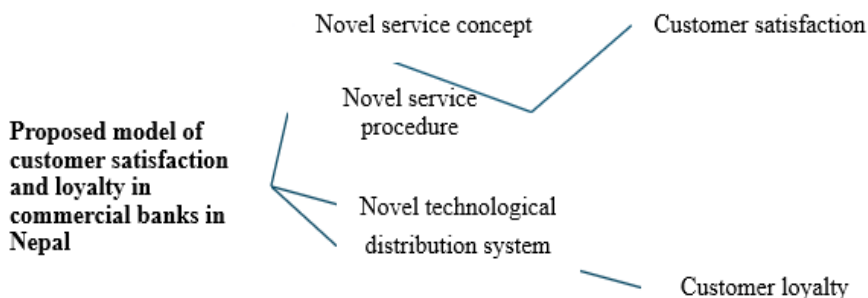 Novel service concept
Customer satisfaction
Novel service
procedure
Proposed model of
customer satisfaction
and loyalty in
commercial banks in
Nepal
Novel technological
distribution system
Customer loyalty